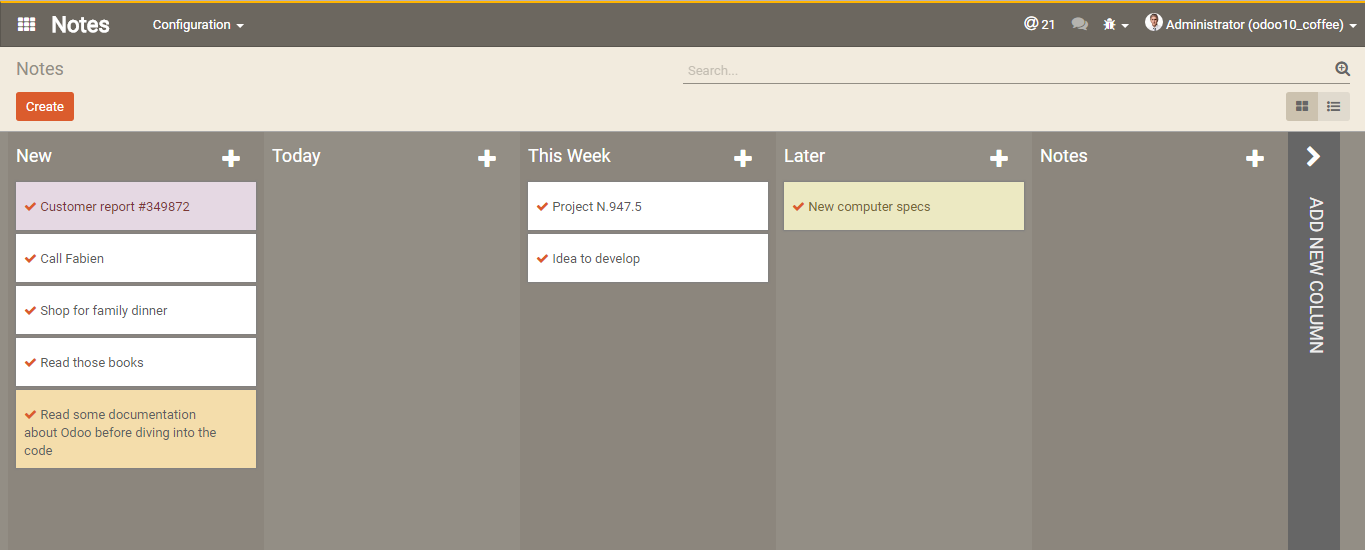 Notes
Configuration
@ 21
Administrator (odoo10_coffee)
Notes
Search...
Create
New
Customer report #349872
Call Fabien
Shop for family dinner
Read those books
Read some documentation
about Odoo before diving into the
code
Today
This Week
Project N.947.5
Idea to develop
Later
New computer specs
Notes
ADD NEW COLUMN